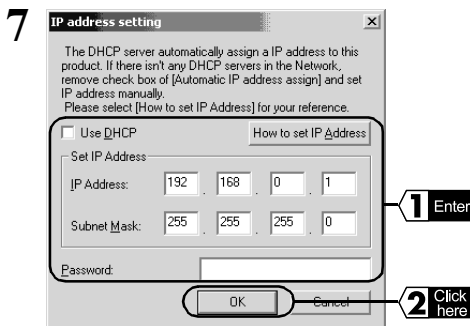 7
IP address setting
The DHCP server automatically assign a IP address to this
product. If there isn't any DHCP servers in the Network,
remove check box of [Automatic IP address assign] and set
IP address manually.
Please select [How to set IP Address] for your reference.
Use DHCP
How to set IP Address
Set IP Address
IP Address: 192 . 168 . 0 . 1
1 Enter
Subnet Mask: 255 . 255 . 255 . 0
Password:
OK Cancel
2 Click
here